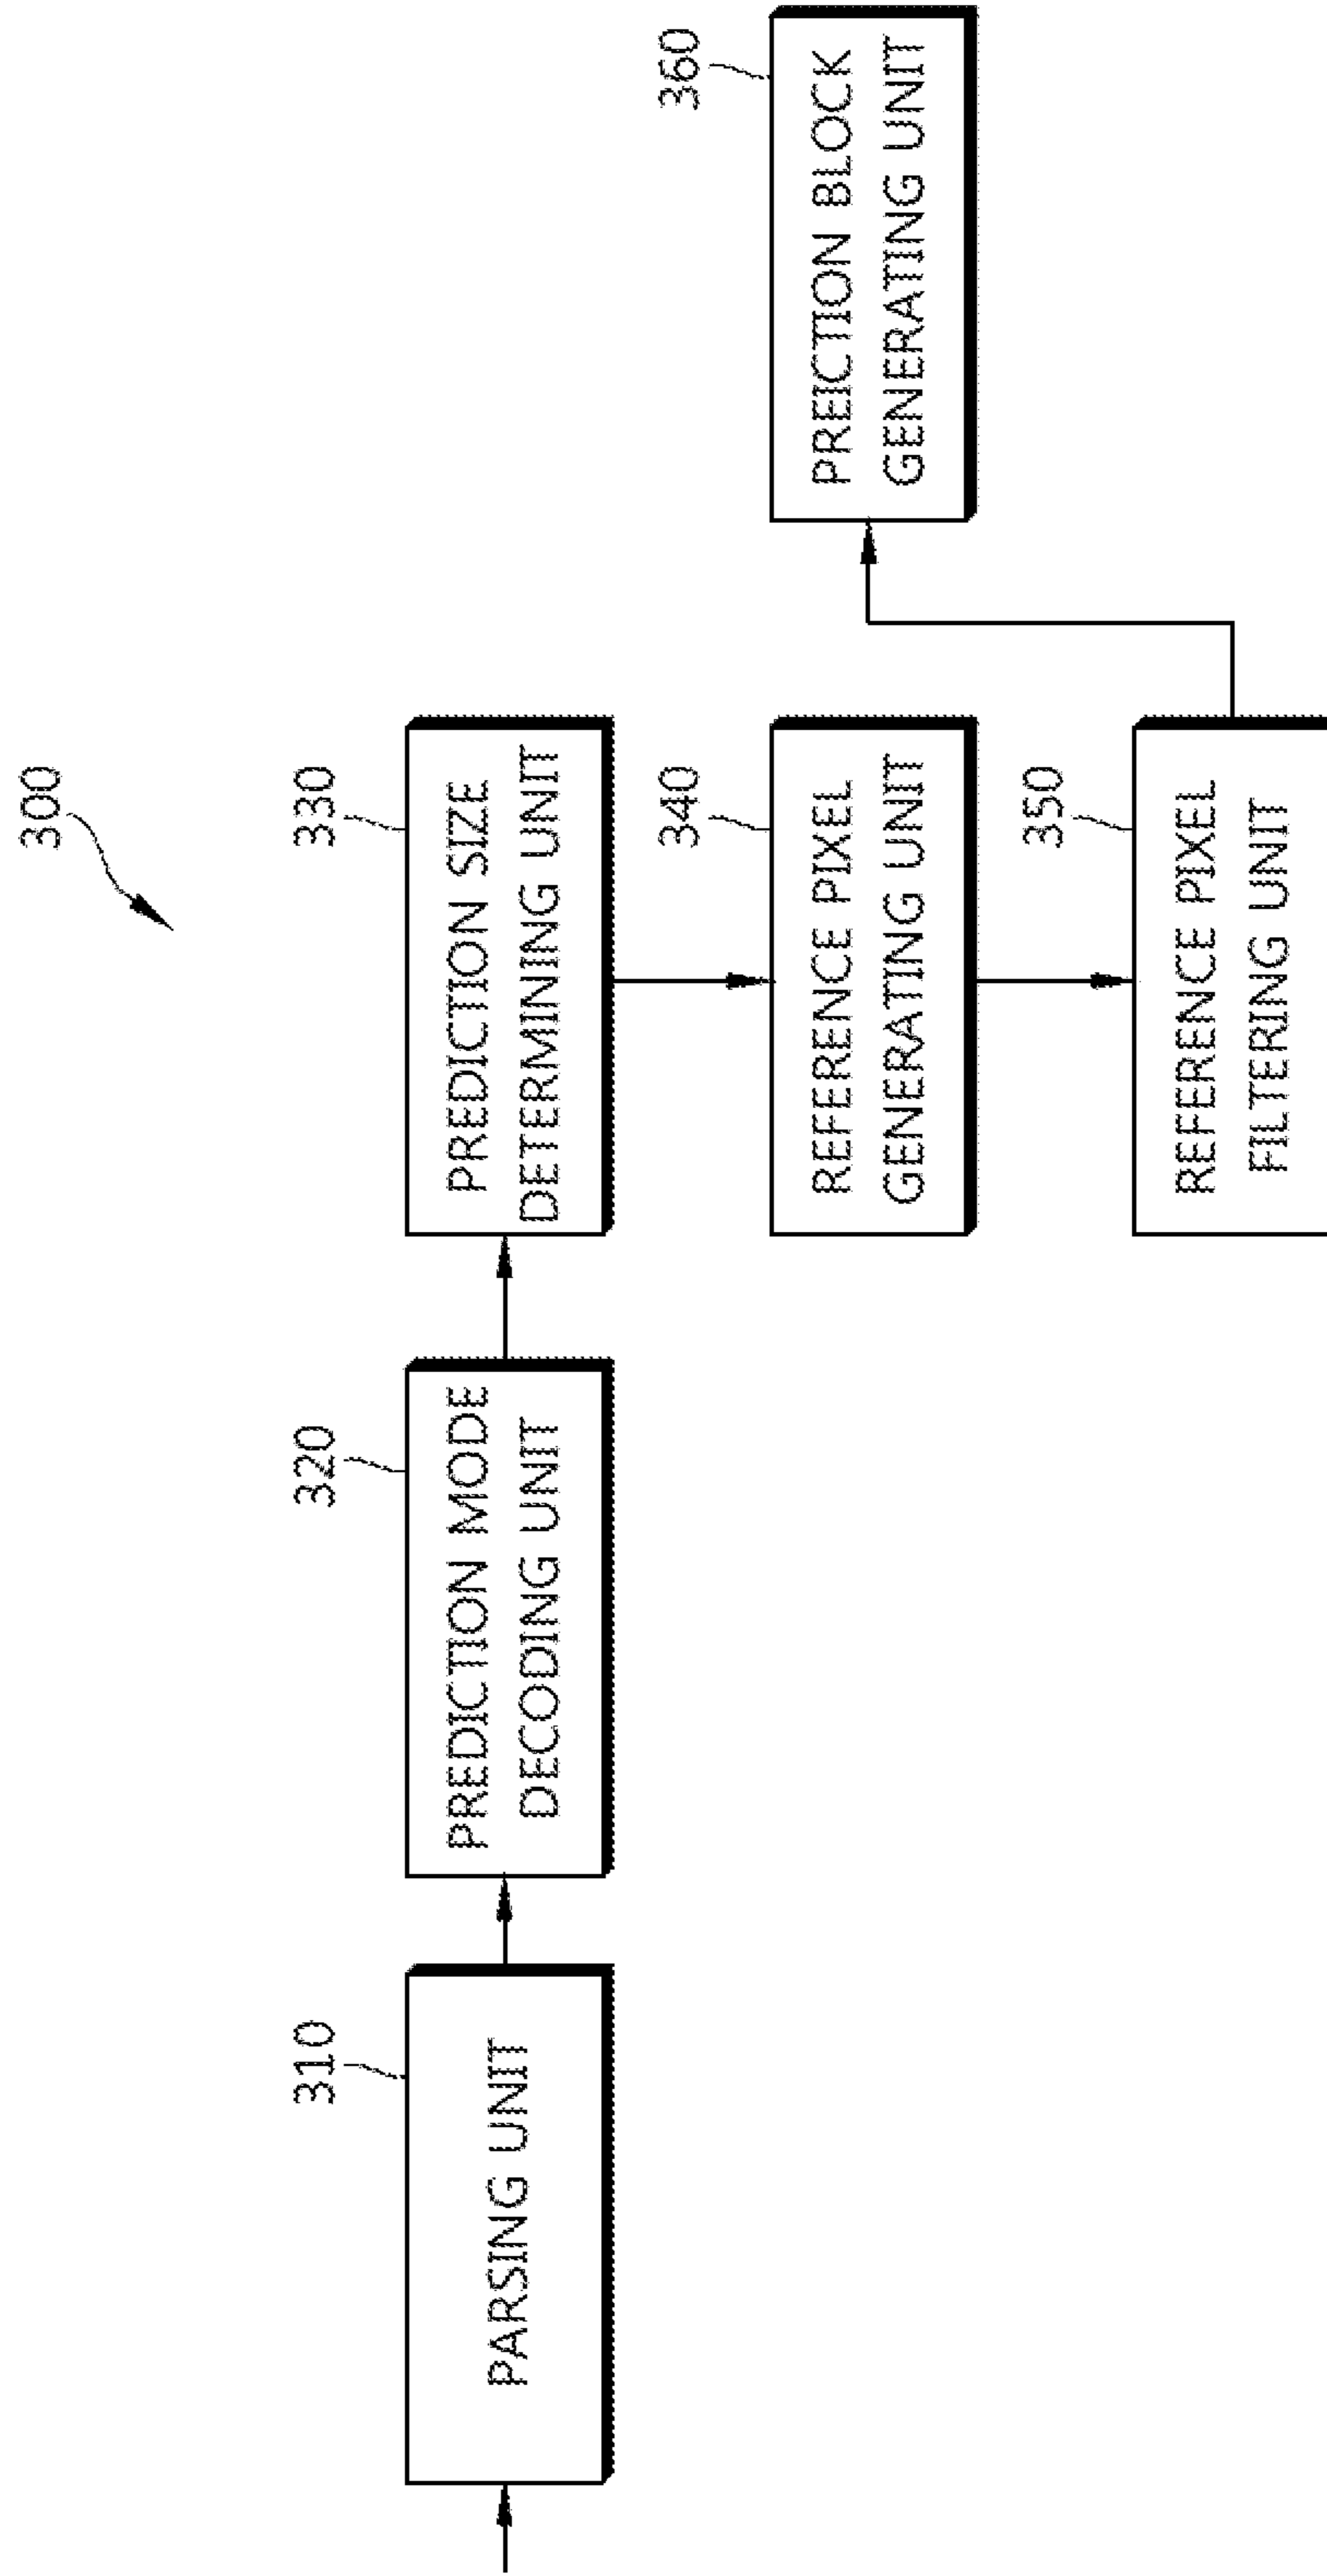 300
310
PARSING UNIT
320
PREDICTION MODE
DECODING UNIT
330
PREDICTION SIZE
DETERMINING UNIT
340
REFERENCE PIXEL
GENERATING UNIT
350
REFERENCE PIXEL
FILTERING UNIT
360
PREICTION BLOCK
GENERATING UNIT